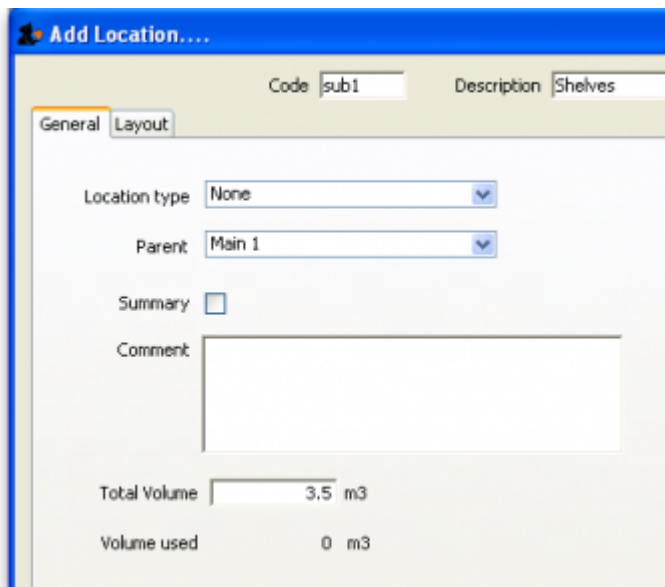 Add Location....
Code sub1 Description Shelves
General Layout
Location type None
Parent Main 1
Summary
Comment
Total Volume 3.5 m3
Volume used 0 m3